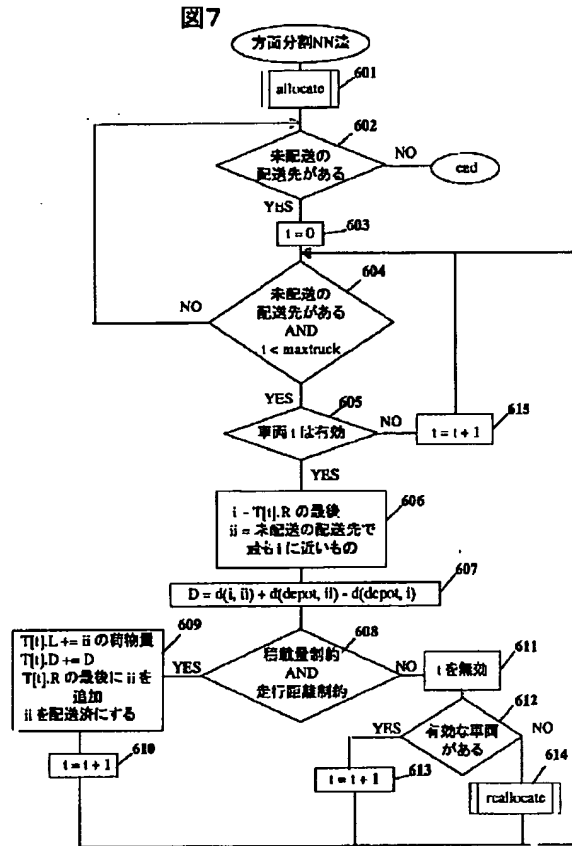 図7
方面分割NN法
allocate
601
602
未配送の
配送先がある
NO
end
YES
603
t = 0
604
未配送の
配送先がある
AND
t < maxtruck
NO
YES
605
車両 t は有効
NO
615
t = t + 1
YES
606
i = T[t].R の最後
ii = 未配送の配送先で
最も i に近いもの
607
D = d(i, ii) + d(depot, ii) - d(depot, i)
609
T[t].L += ii の荷物量
T[t].D += D
T[t].R の最後に ii を
追加
ii を配送済にする
YES
608
積載量制約
AND
走行距離制約
NO
611
t を無効
612
有効な車両
がある
YES
NO
610
t = t + 1
t = t + 1
613
614
reallocate